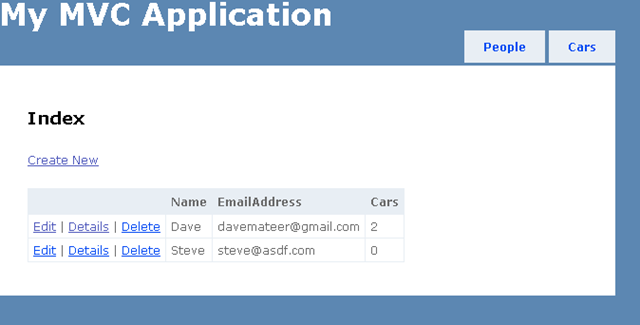 My MVC Application
People Cars
Index
Create New
Name EmailAddress Cars
Edit | Details | Delete Dave davemateer@gmail.com 2
Edit | Details | Delete Steve steve@asdf.com 0